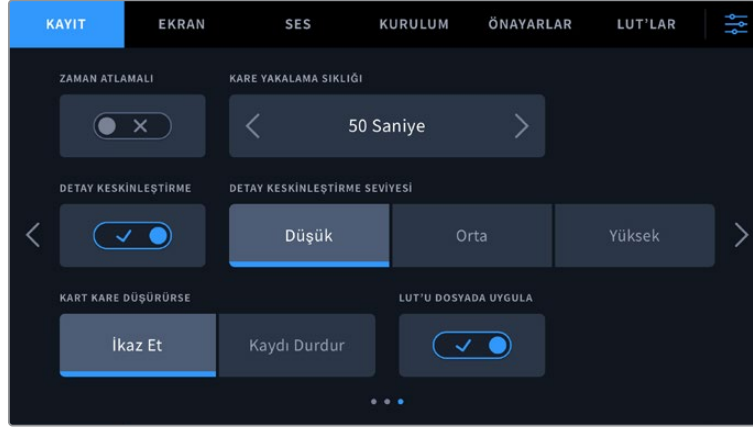 KAYIT EKRAN SES KURULUM ÖNAYARLAR LUT'LAR
ZAMAN ATLAMALI KARE YAKALAMA SIKLIĞI
50 Saniye
DETAY KESKİNLEŞTİRME DETAY KESKİNLEŞTİRME SEVİYESİ
Düşük Orta Yüksek
KART KARE DÜŞÜRÜRSE LUT'U DOSYADA UYGULA
İkaz Et Kaydı Durdur